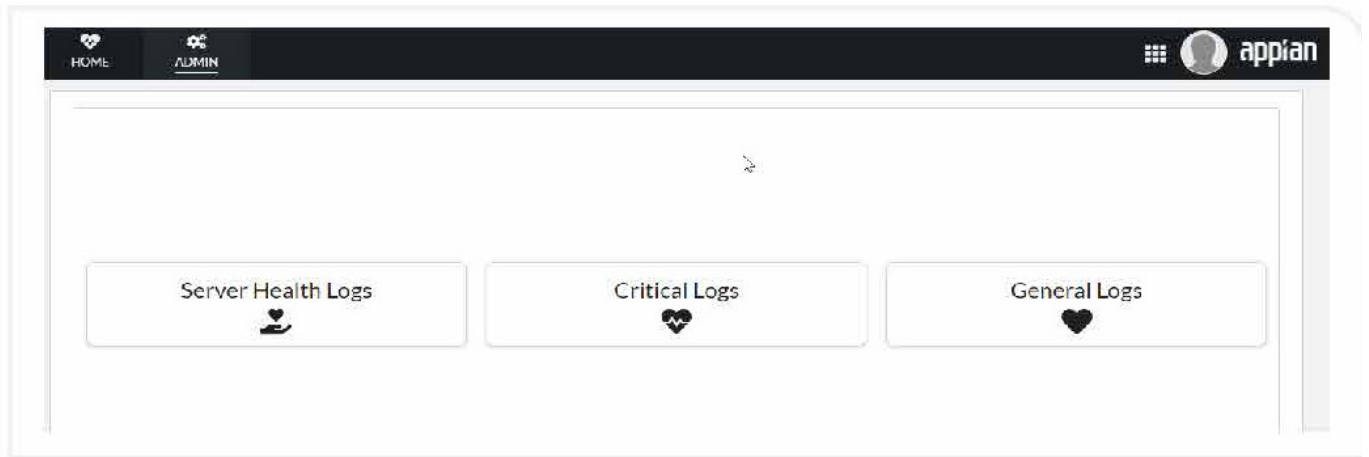 HOME
ADMIN
appian
Server Health Logs
Critical Logs
General Logs